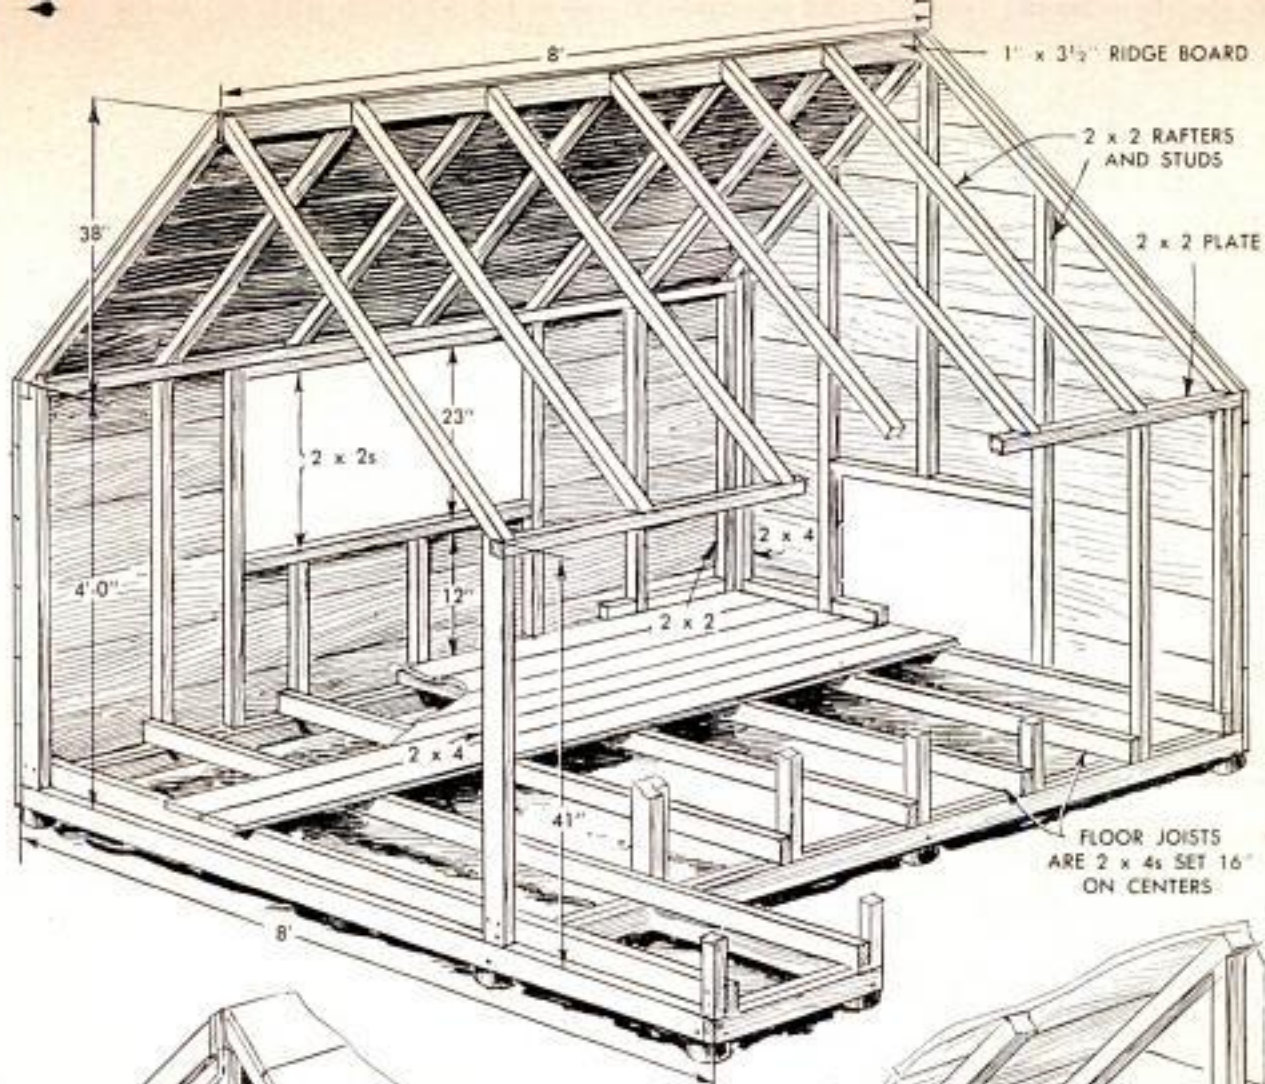 8'
1" x 3½" RIDGE BOARD
2 x 2 RAFTERS
AND STUDS
38"
2 x 2 PLATE
23"
2 x 2s
2 x 4
4'-0"
12"
2 x 2
2 x 4
41"
FLOOR JOISTS
ARE 2 x 4s SET 16"
ON CENTERS
8'